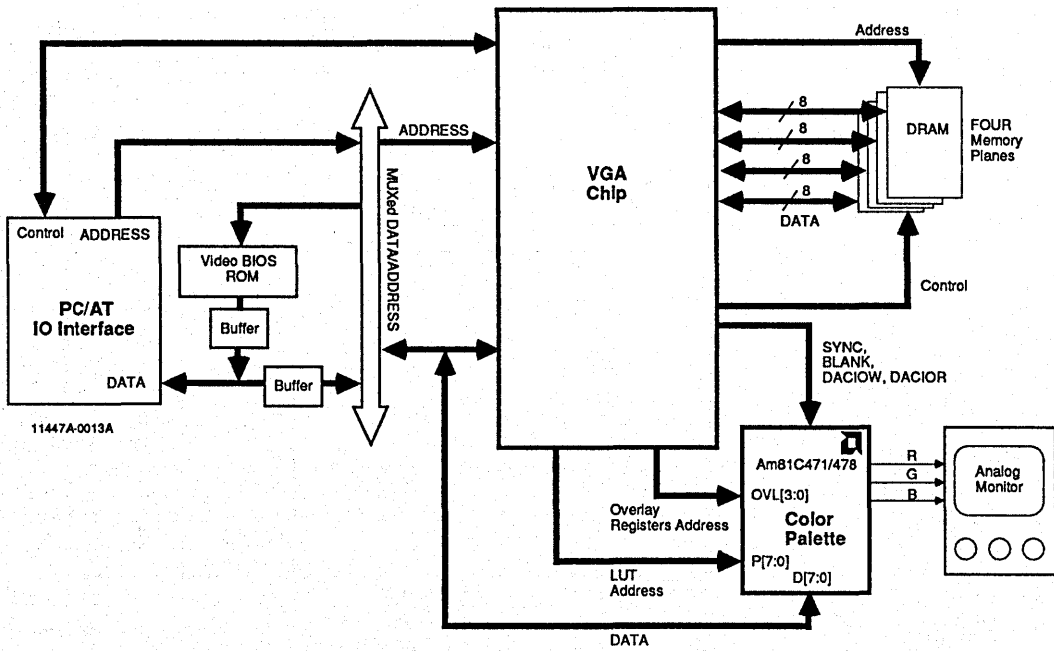 Address
8
8
8
8
DATA
DRAM
FOUR
Memory
Planes
Control
VGA
Chip
ADDRESS
MUXed DATA/ADDRESS
Control
ADDRESS
PC/AT
IO Interface
DATA
Video BIOS
ROM
Buffer
Buffer
11447A-0013A
SYNC,
BLANK,
DACIOW, DACIOR
Am81C471/478
OVL[3:0]
Color
Palette
P[7:0]
D[7:0]
Overlay
Registers Address
LUT
Address
DATA
R
G
B
Analog
Monitor